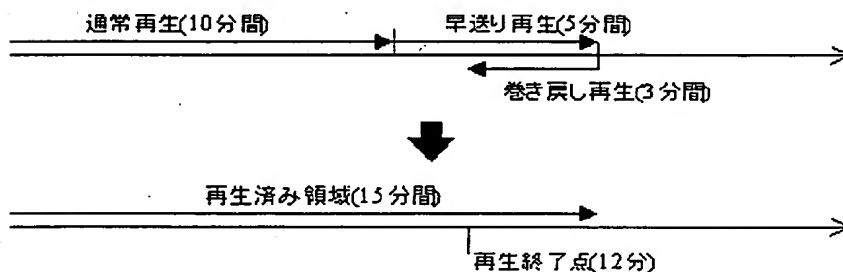 通常再生(10分間)
早送り再生(5分間)
巻き戻し再生(3分間)
再生済み領域(15分間)
再生終了点(12分)